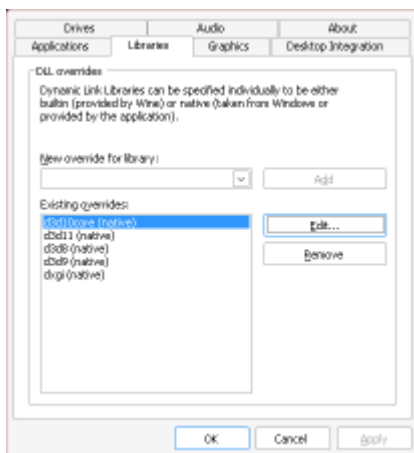 Drives Audio About
Applications Libraries Graphics Desktop Integration
DLL overrides
Dynamic Link Libraries can be specified individually to be either
builtin (provided by Wine) or native (taken from Windows or
provided by the application).
New override for library:
Add
Existing overrides:
d3d10core (native)
d3d11 (native)
d3d8 (native)
d3d9 (native)
dxgi (native)
Edit...
Remove
OK Cancel Apply